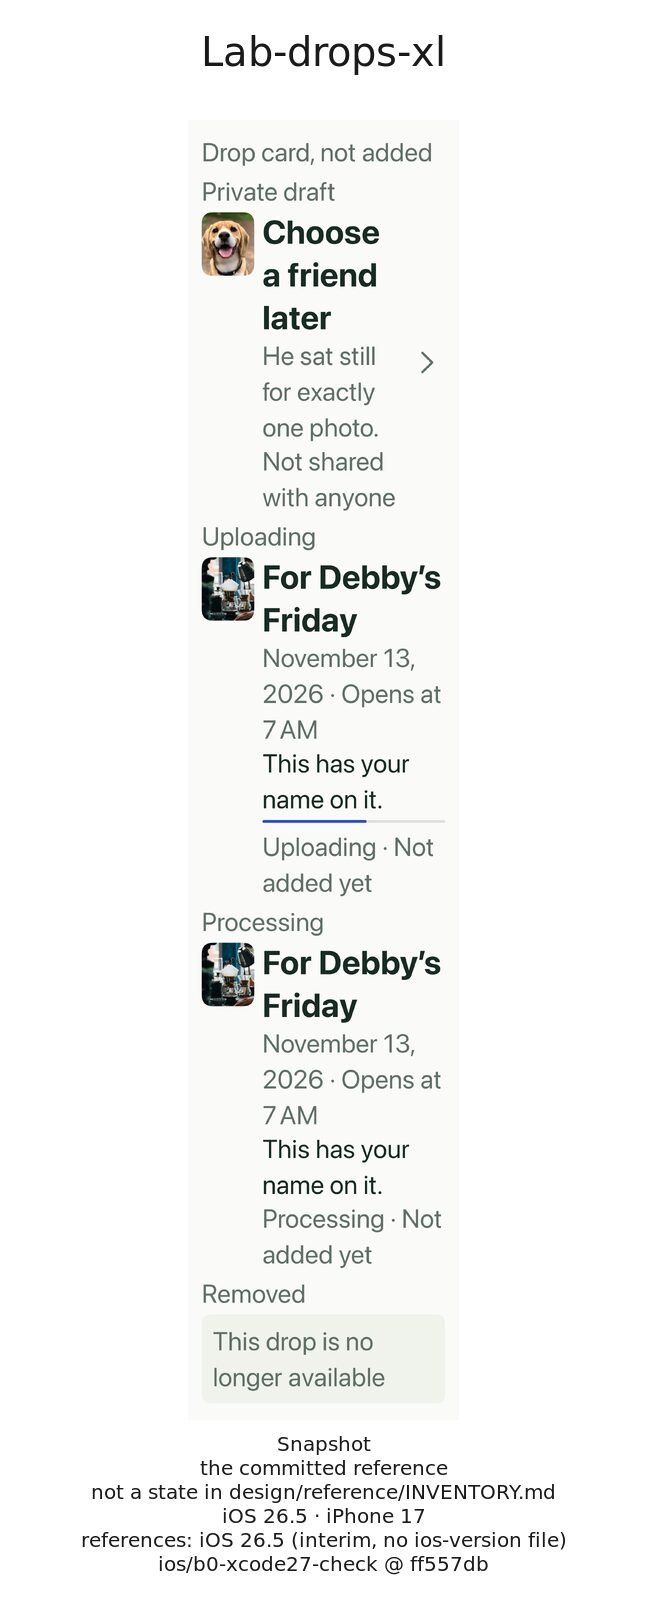 Lab-drops-xl
Drop card, not added
Private draft
Choose
a friend
later
He sat still
for exactly
one photo.
Not shared
with anyone
Uploading
For Debby’s
Friday
November 13,
2026 · Opens at
7 AM
This has your
name on it.
Uploading · Not
added yet
Processing
For Debby’s
Friday
November 13,
2026 · Opens at
7 AM
This has your
name on it.
Processing · Not
added yet
Removed
This drop is no
longer available
Snapshot
the committed reference
not a state in design/reference/INVENTORY.md
iOS 26.5 · iPhone 17
references: iOS 26.5 (interim, no ios-version file)
ios/b0-xcode27-check @ ff557db